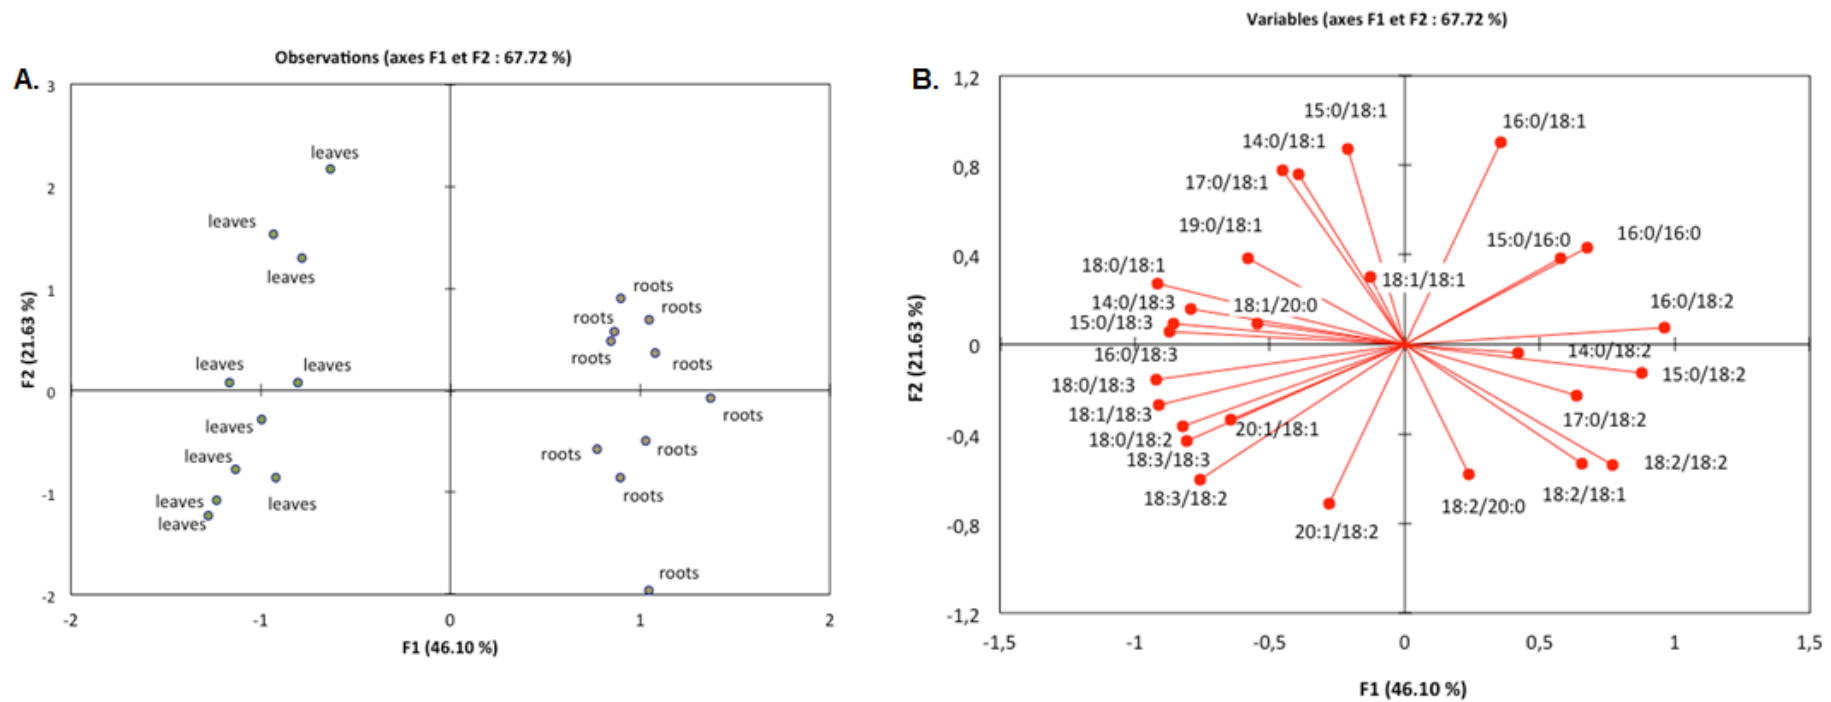 A.
Observations (axes F1 et F2 : 67.72 %)
3
2
1
0
-1
-2
F2 (21.63 %)
leaves
leaves
leaves
leaves
leaves
leaves
leaves
leaves
leaves
leaves
roots
roots
roots
roots
roots
roots
roots
roots
roots
roots
-2
-1
0
1
2
F1 (46.10 %)
B.
Variables (axes F1 et F2 : 67.72 %)
1,2
0,8
0,4
0
-0,4
-0,8
-1,2
F2 (21.63 %)
15:0/18:1
14:0/18:1
17:0/18:1
16:0/18:1
19:0/18:1
15:0/16:0
16:0/16:0
18:0/18:1
18:1/18:1
14:0/18:3
18:1/20:0
16:0/18:2
15:0/18:3
16:0/18:3
14:0/18:2
15:0/18:2
18:0/18:3
18:1/18:3
17:0/18:2
18:0/18:2
20:1/18:1
18:3/18:3
18:2/18:2
18:3/18:2
18:2/18:1
18:2/20:0
20:1/18:2
-1,5
-1
-0,5
0
0,5
1
1,5
F1 (46.10 %)